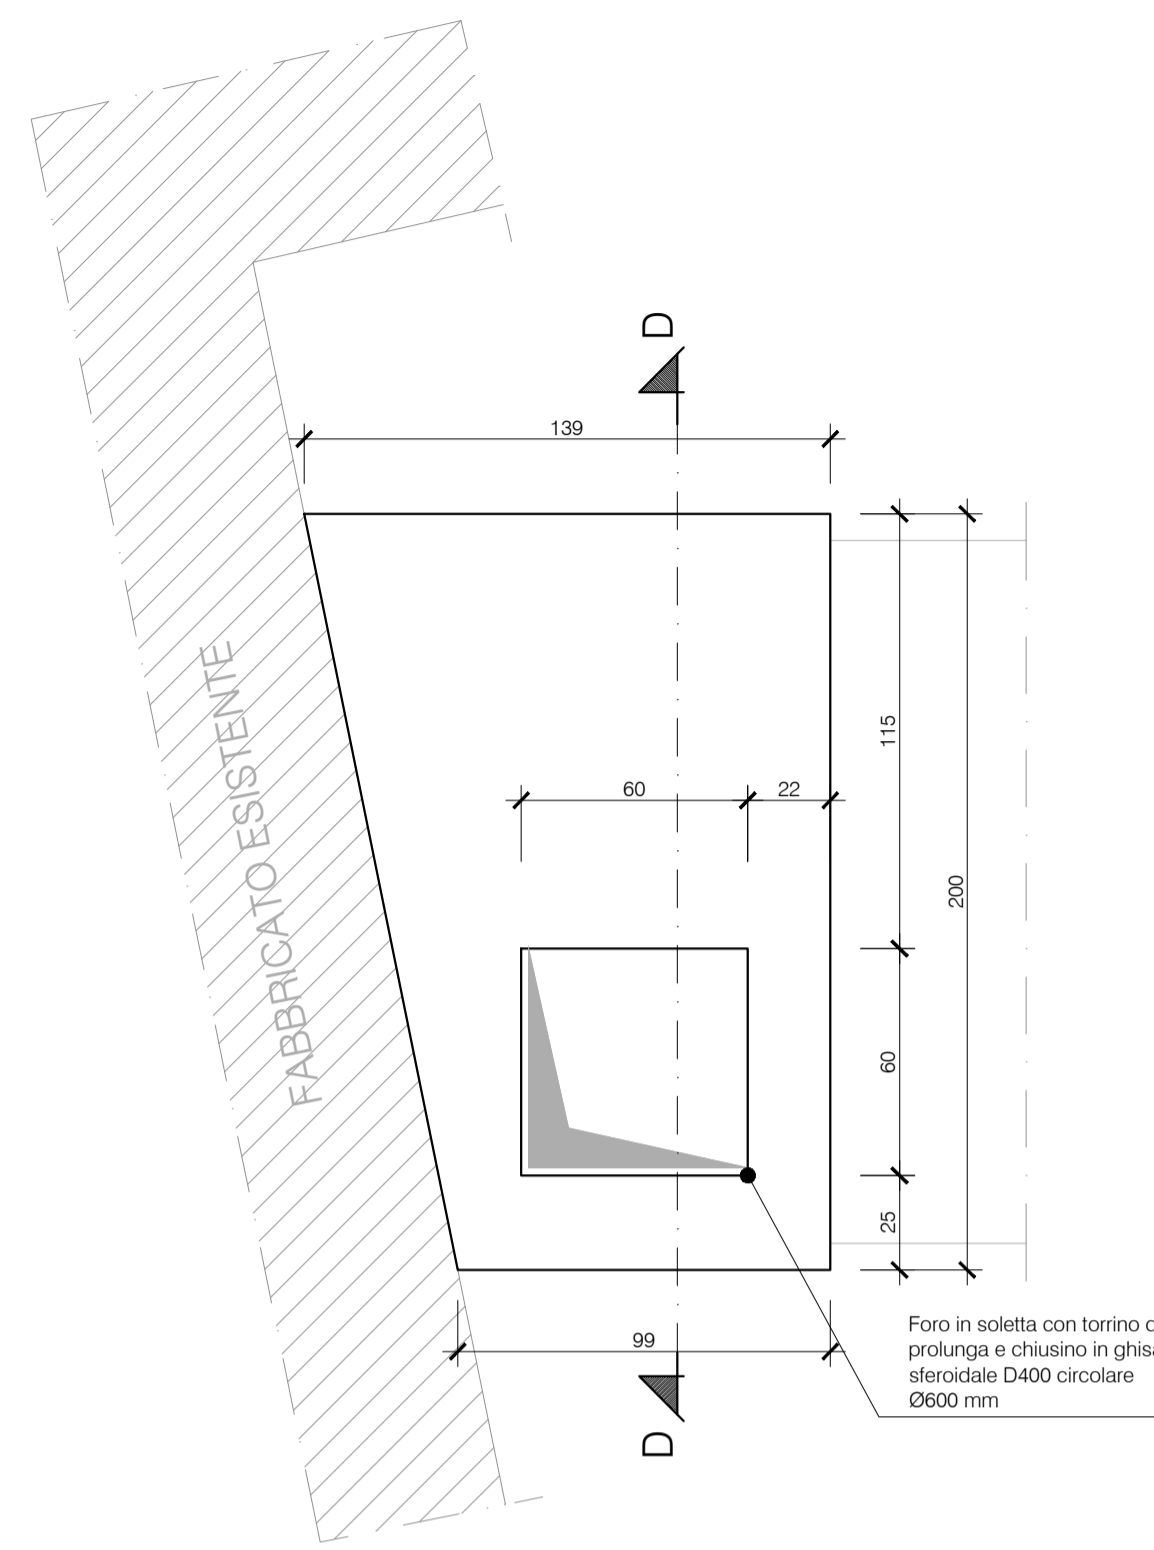 D
139
115
60
22
200
FABBRICATO ESISTENTE
60
25
99
Foro in soletta con torrino
prolunga e chiusino in
sferoidale D400 circolare
Ø600 mm
D